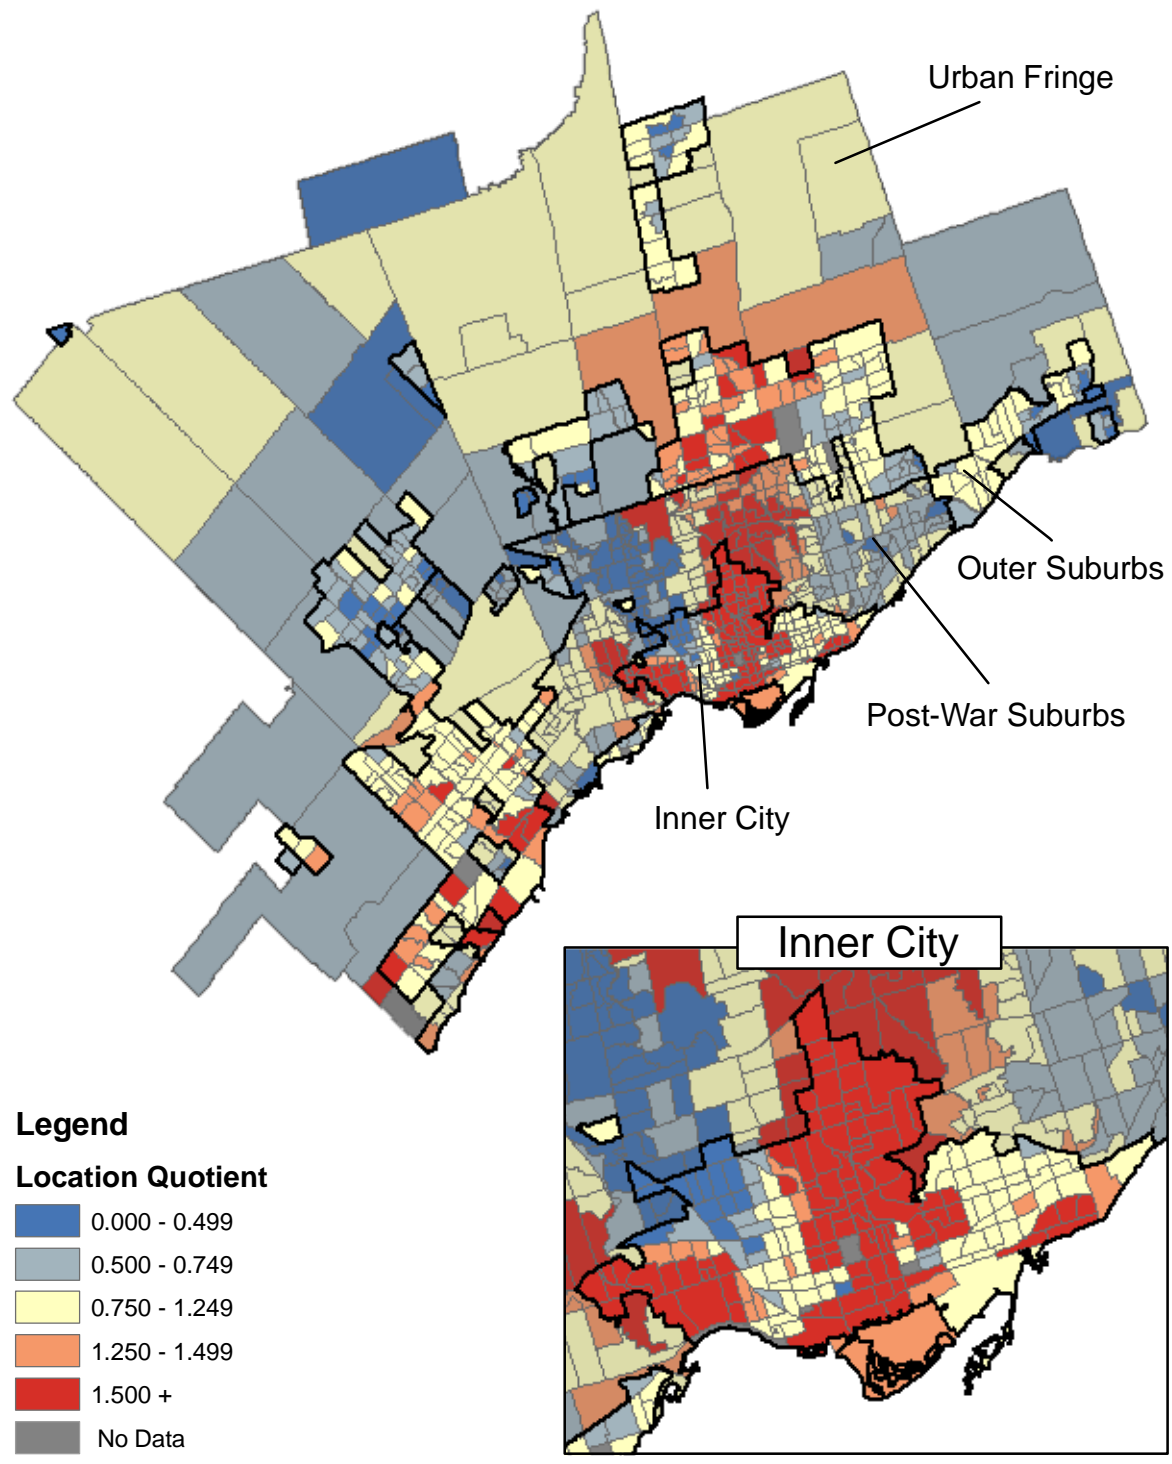 Urban Fringe
Outer Suburbs
Post-War Suburbs
Inner City
Inner City
Legend
Location Quotient
0.000 - 0.499
0.500 - 0.749
0.750 - 1.249
1.250 - 1.499
1.500 +
No Data